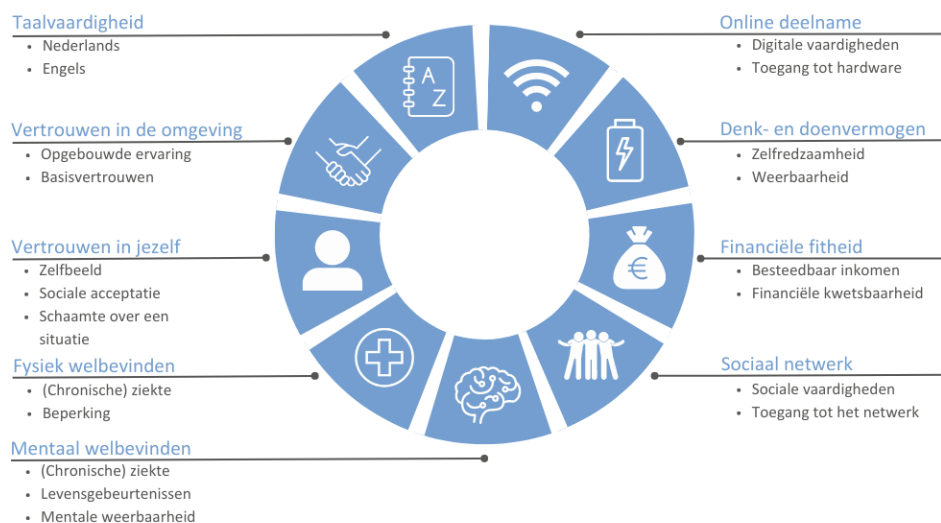 Taalvaardigheid
• Nederlands
• Engels
Vertrouwen in de omgeving
• Opgebouwde ervaring
• Basisvertrouwen
Vertrouwen in jezelf
• Zelfbeeld
• Sociale acceptatie
• Schaamte over een
situatie
Fysiek welbevinden
• (Chronische) ziekte
• Beperking
Mentaal welbevinden
• (Chronische) ziekte
• Levensgebeurtenissen
• Mentale weerbaarheid
A
Z
€
Online deelname
• Digitale vaardigheden
• Toegang tot hardware
Denk- en doenvermogen
• Zelfredzaamheid
• Weerbaarheid
Financiële fitheid
• Besteedbaar inkomen
• Financiële kwetsbaarheid
Sociaal netwerk
• Sociale vaardigheden
• Toegang tot het netwerk